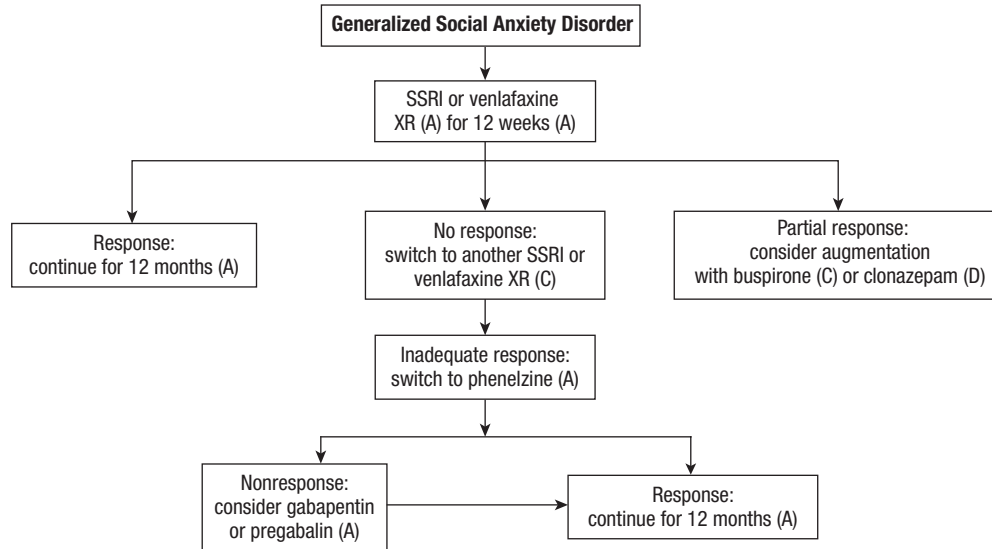 Generalized Social Anxiety Disorder
SSRI or venlafaxine
XR (A) for 12 weeks (A)
Response:
continue for 12 months (A)
No response:
switch to another SSRI or
venlafaxine XR (C)
Partial response:
consider augmentation
with buspirone (C) or clonazepam (D)
Inadequate response:
switch to phenelzine (A)
Nonresponse:
consider gabapentin
or pregabalin (A)
Response:
continue for 12 months (A)